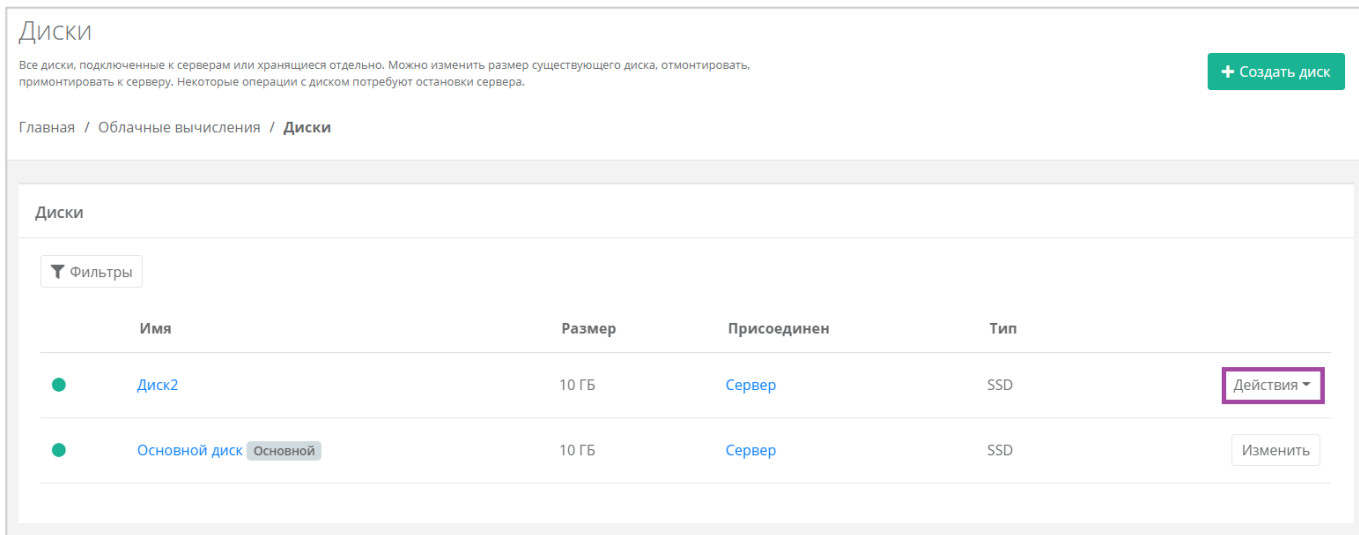 Диски
Все диски, подключенные к серверам или хранящиеся отдельно. Можно изменить размер существующего диска, отмонтировать,
примонтировать к серверу. Некоторые операции с диском потребуют остановки сервера.
+ Создать диск
Главная / Облачные вычисления / Диски
Диски
Фильтры
Имя Размер Присоединен Тип
Диск2 10 ГБ Сервер SSD Действия
Основной диск Основной 10 ГБ Сервер SSD Изменить